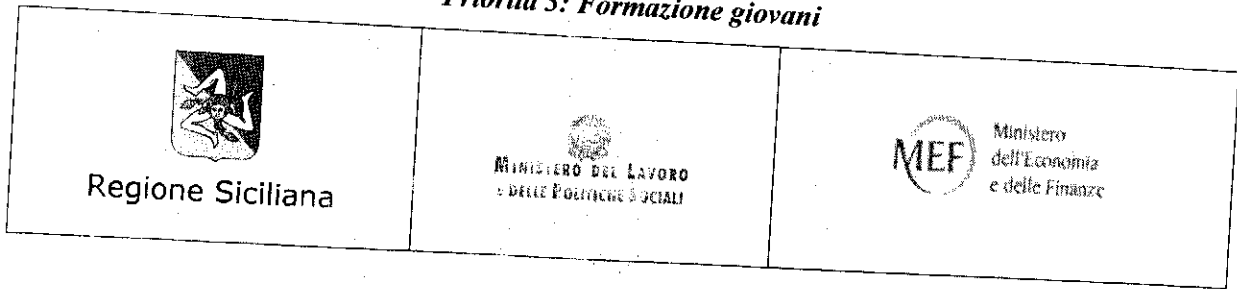 Priorità 3: Formazione giovani
Regione Siciliana
MINISTERO DEL LAVORO
E DELLE POLITICHE SOCIALI
MEF
Ministero
dell'Economia
e delle Finanze